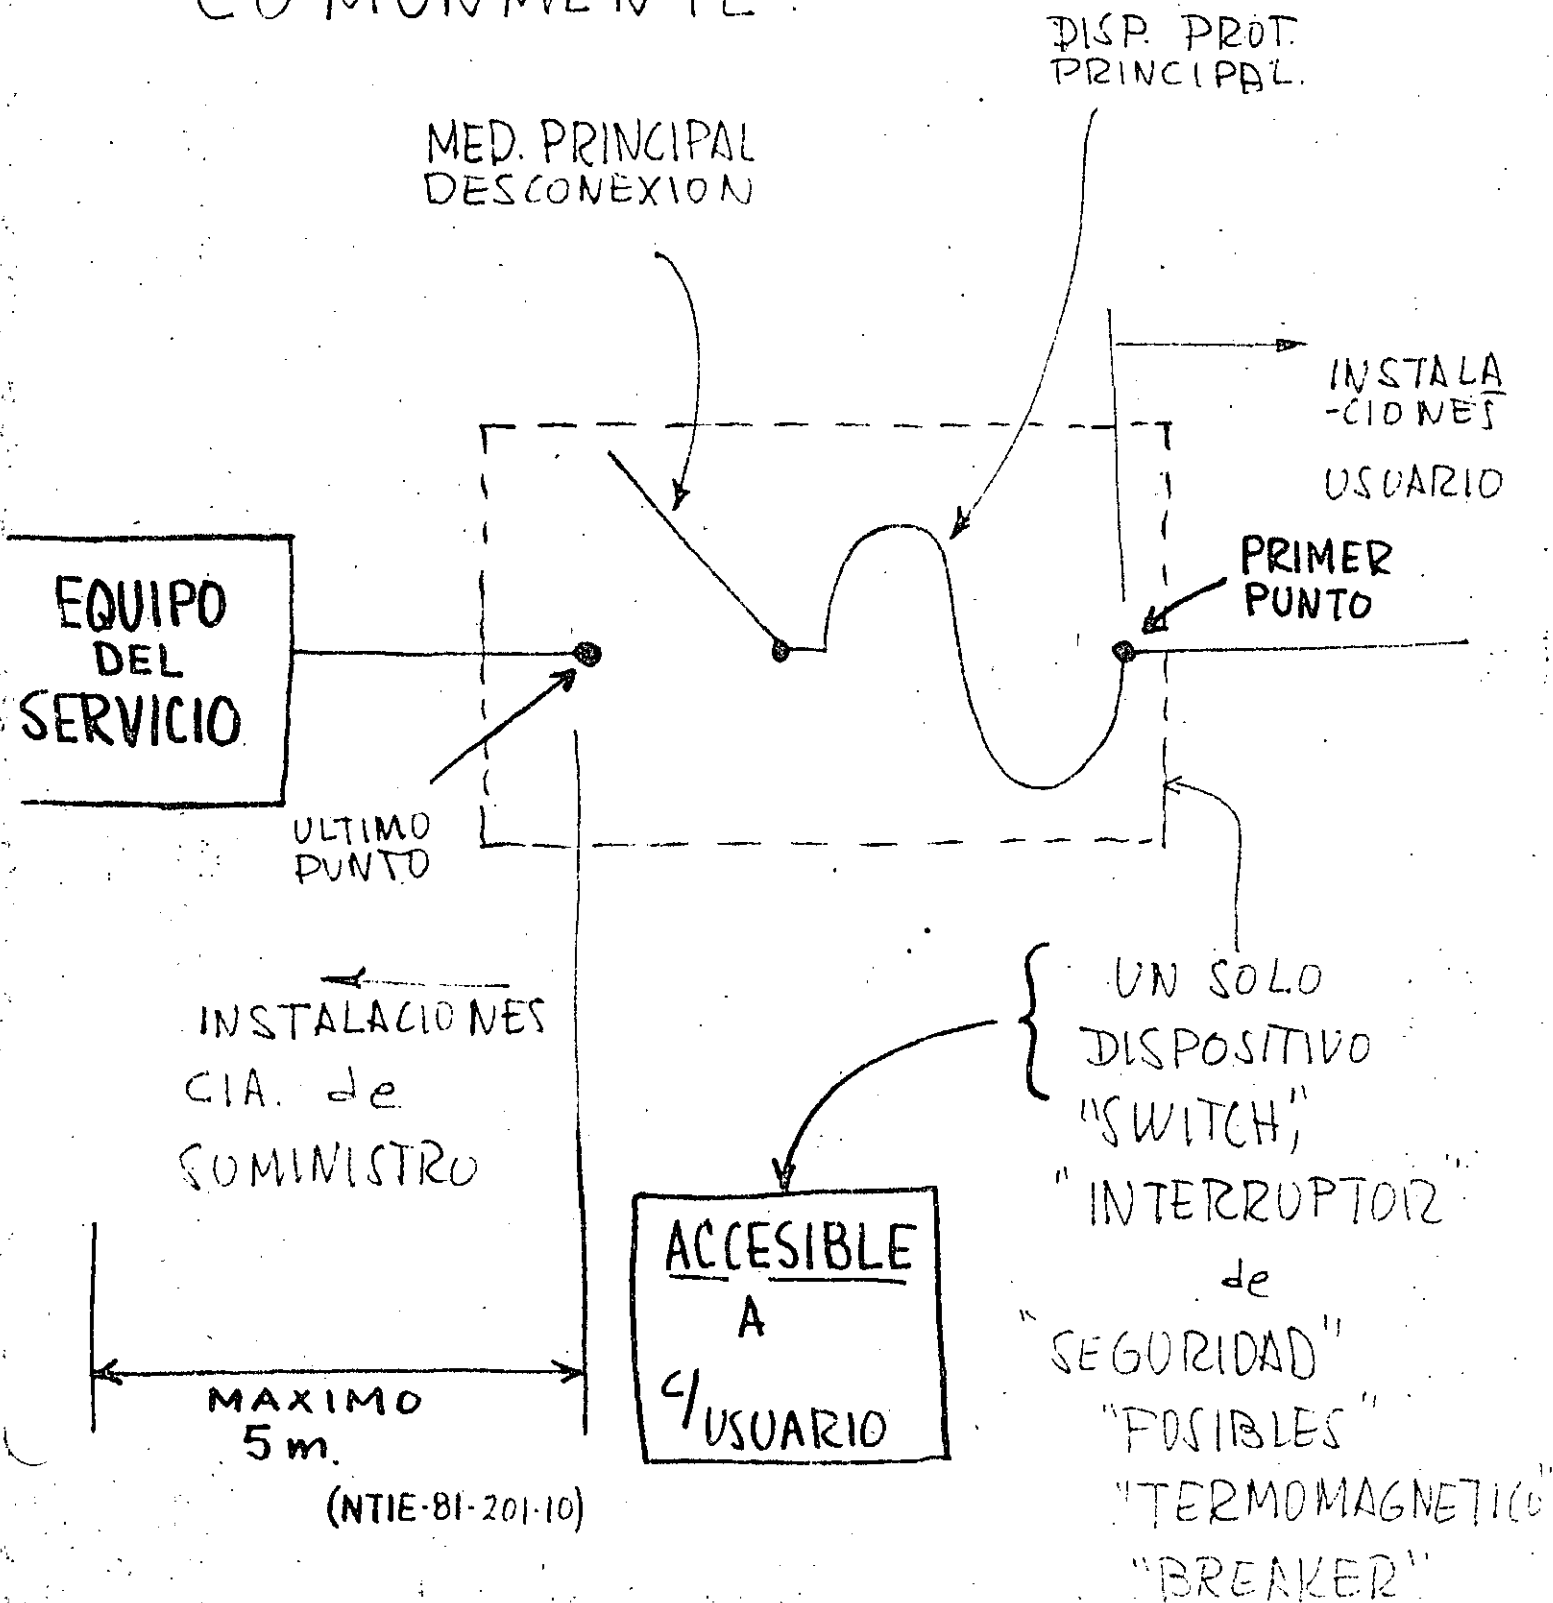 COMUNMENTE:
DISP. PROT.
PRINCIPAL.
MED. PRINCIPAL
DESCONEXION
INSTALA
-CIONES
USUARIO
PRIMER
PUNTO
EQUIPO
DEL
SERVICIO
ULTIMO
PUNTO
INSTALACIONES
CIA. de
SUMINISTRO
UN SOLO
DISPOSITIVO
"SWITCH,"
"INTERRUPTOR"
de
"SEGURIDAD"
"FUSIBLES"
"TERMOMAGNETICO"
"BREAKER"
ACCESIBLE
A
c/USUARIO
MAXIMO
5 m.
(NTIE-81-201-10)